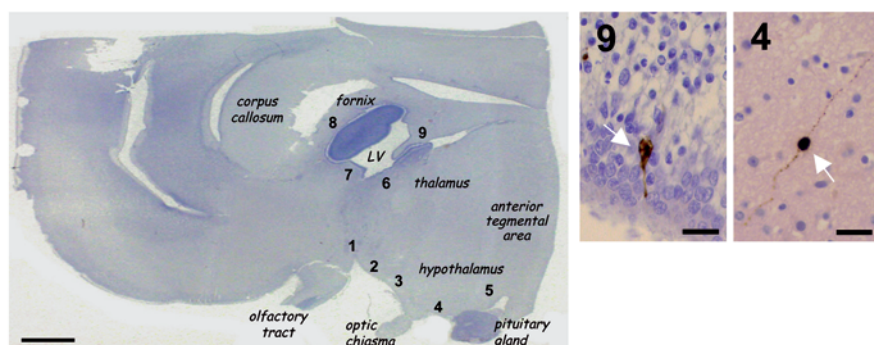 9
4
corpus
callosum
fornix
8
9
LV
7
6
thalamus
anterior
tegmental
area
1
2
3
hypothalamus
4
5
olfactory
tract
optic
chiasma
pituitary
gland